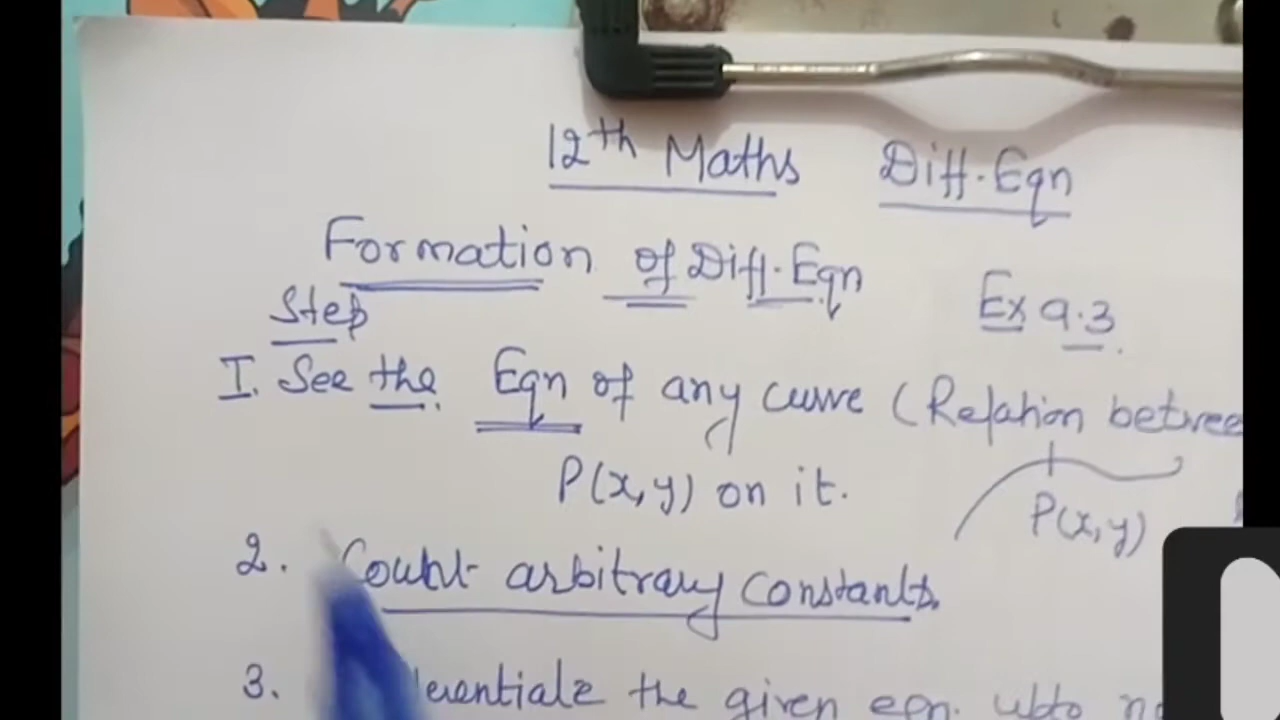 12th Maths Diff. Eqn
Formation of Diff. Eqn Ex 9.3
Step
I. See the Eqn of any curve (Relation
P(x,y) on it. P(x,y)
2. Count arbitrary constants.
3. the given eqn. upto